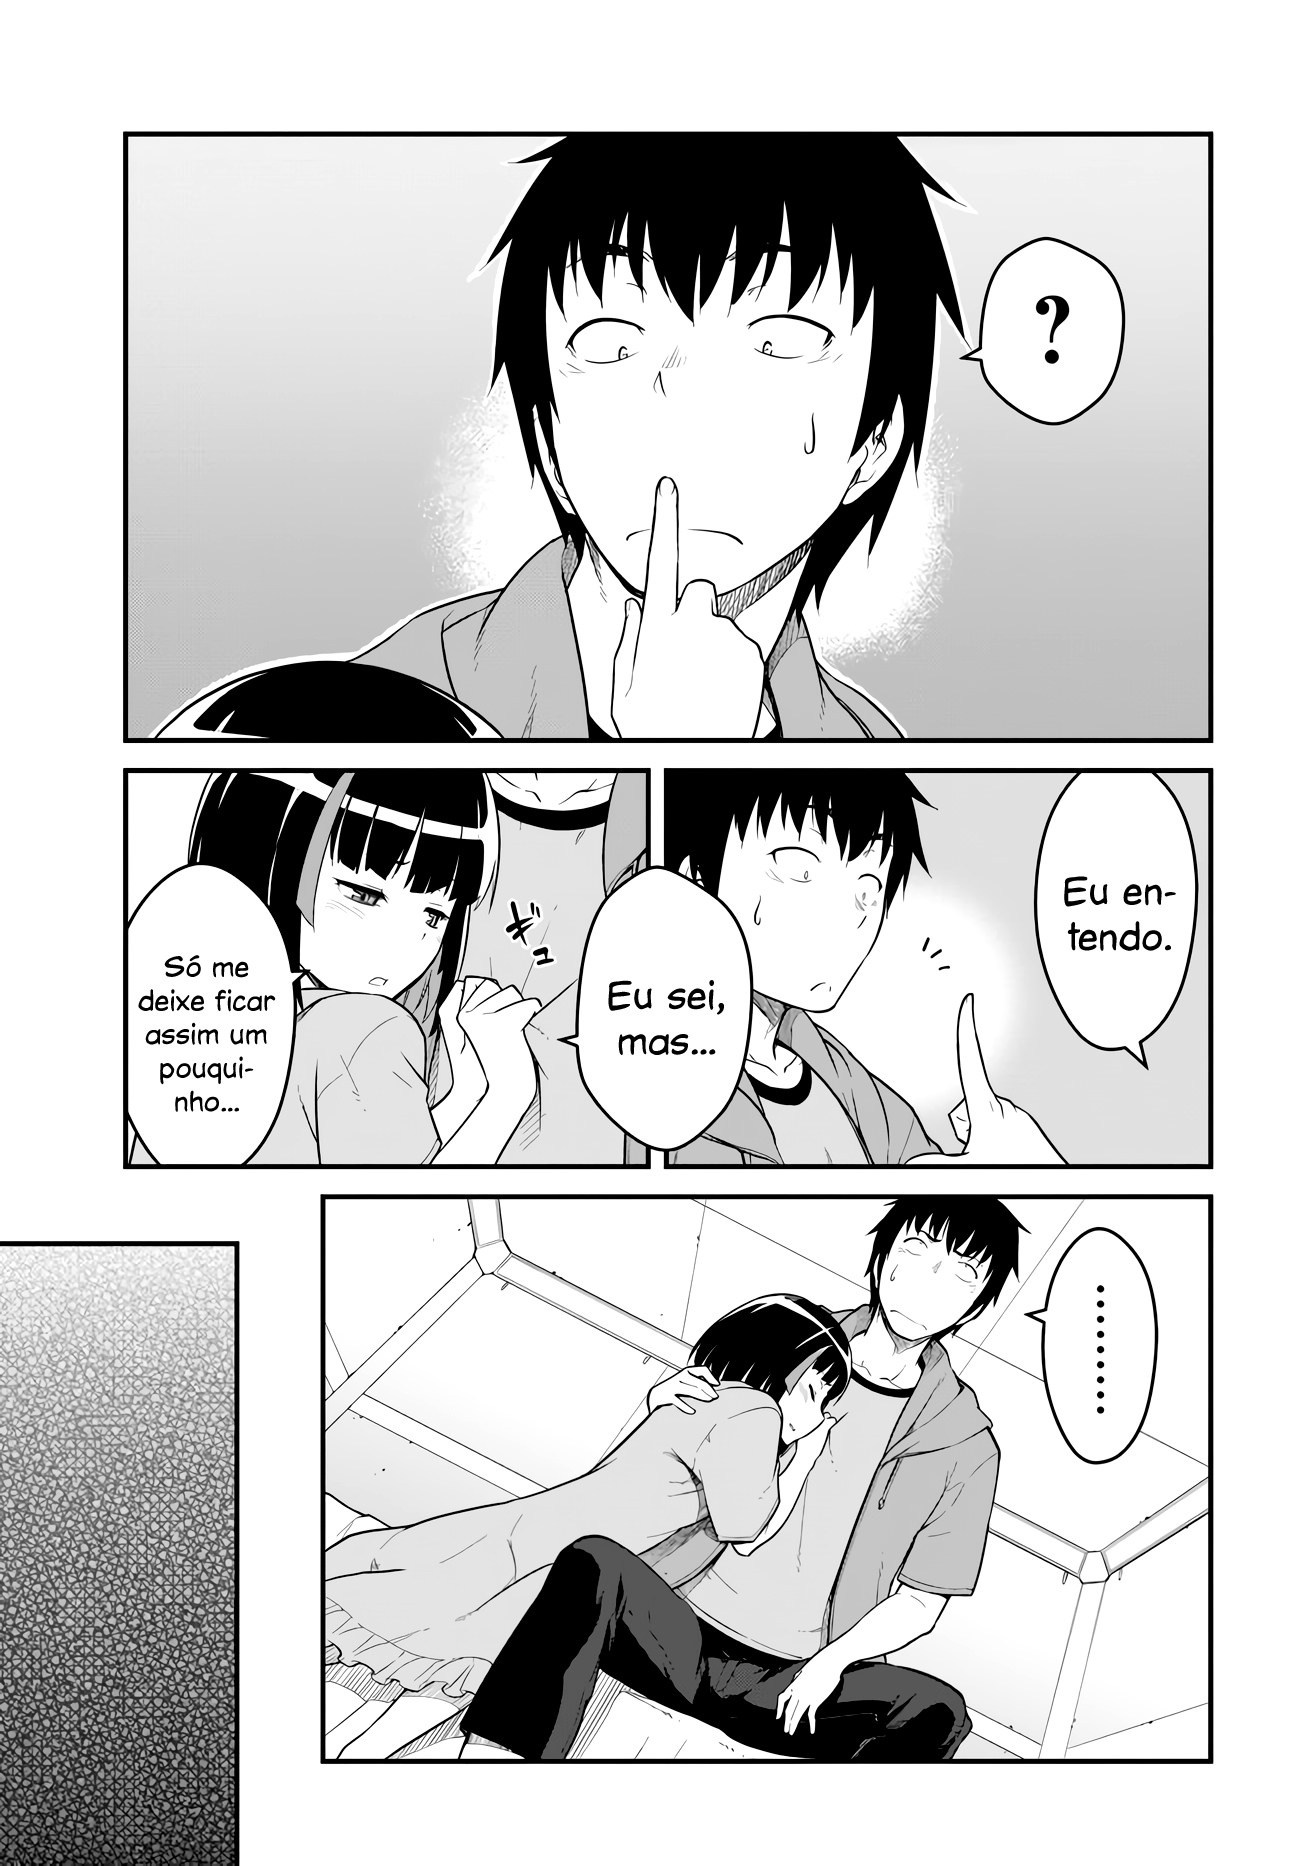 ?
Eu en-
tendo.
Eu sei,
mas...
ギュ
Só me
deixe ficar
assim um
pouqui-
nho...
.........